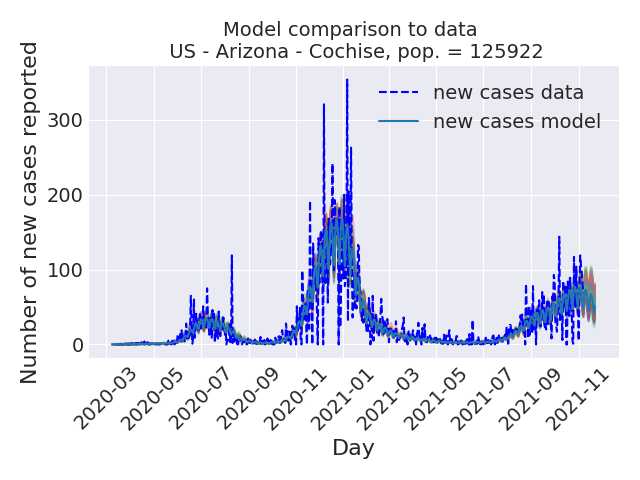 Model comparison to data
US - Arizona - Cochise, pop. = 125922
Number of new cases reported
300
200
100
0
new cases data
new cases model
2020-03
2020-05
2020-07
2020-09
2020-11
2021-01
2021-03
2021-05
2021-07
2021-09
2021-11
Day